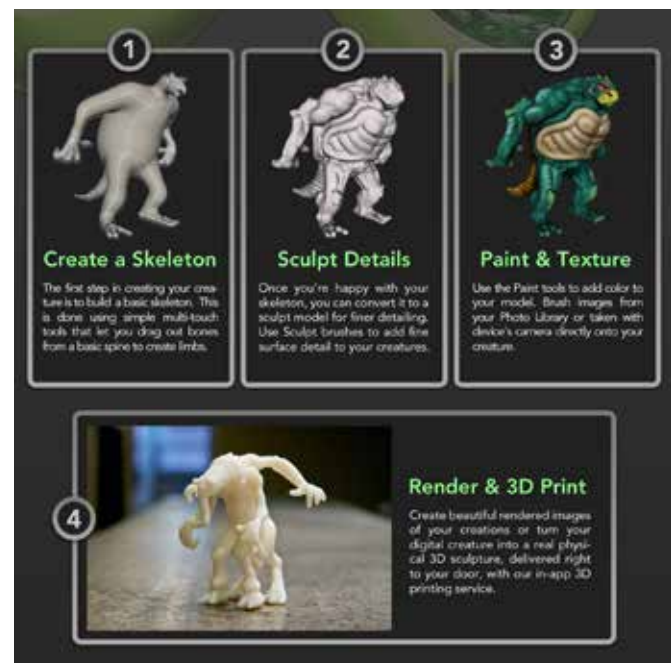 1
Create a Skeleton
The first step in creating your crea-
ture is to build a basic skeleton. This
is done using simple multi-touch
tools that let you drag out bones
from a basic spine to create limbs.
2
Sculpt Details
Once you're happy with your
skeleton, you can convert it to a
sculpt model for finer detailing.
Use Sculpt brushes to add fine
surface detail to your creatures.
3
Paint & Texture
Use the Paint tools to add color to
your model. Brush images from
your Photo Library or taken with
device's camera directly onto your
creature.
4
Render & 3D Print
Create beautiful rendered images
of your creations or turn your
digital creature into a real physi-
cal 3D sculpture, delivered right
to your door, with our in-app 3D
printing service.